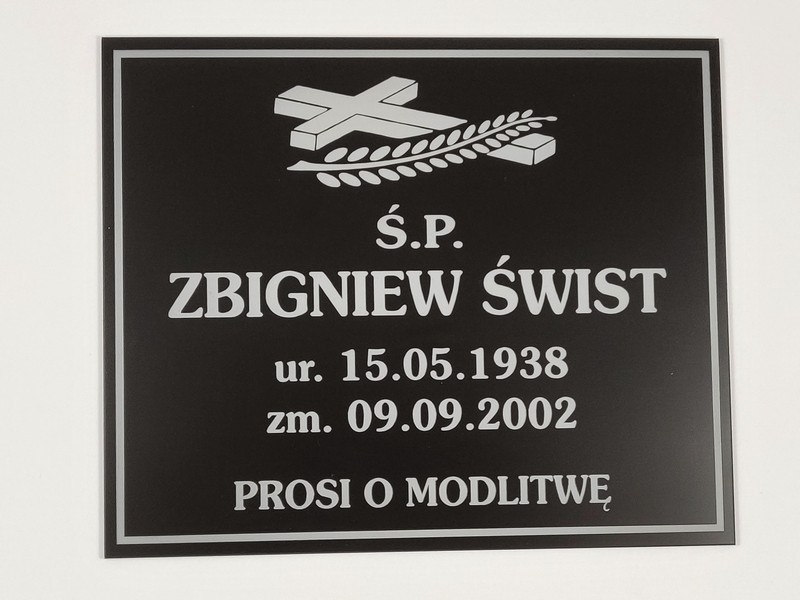 Ś.P.
ZBIGNIEW ŚWIST
ur. 15.05.1938
zm. 09.09.2002
PROSI O MODLITWĘ